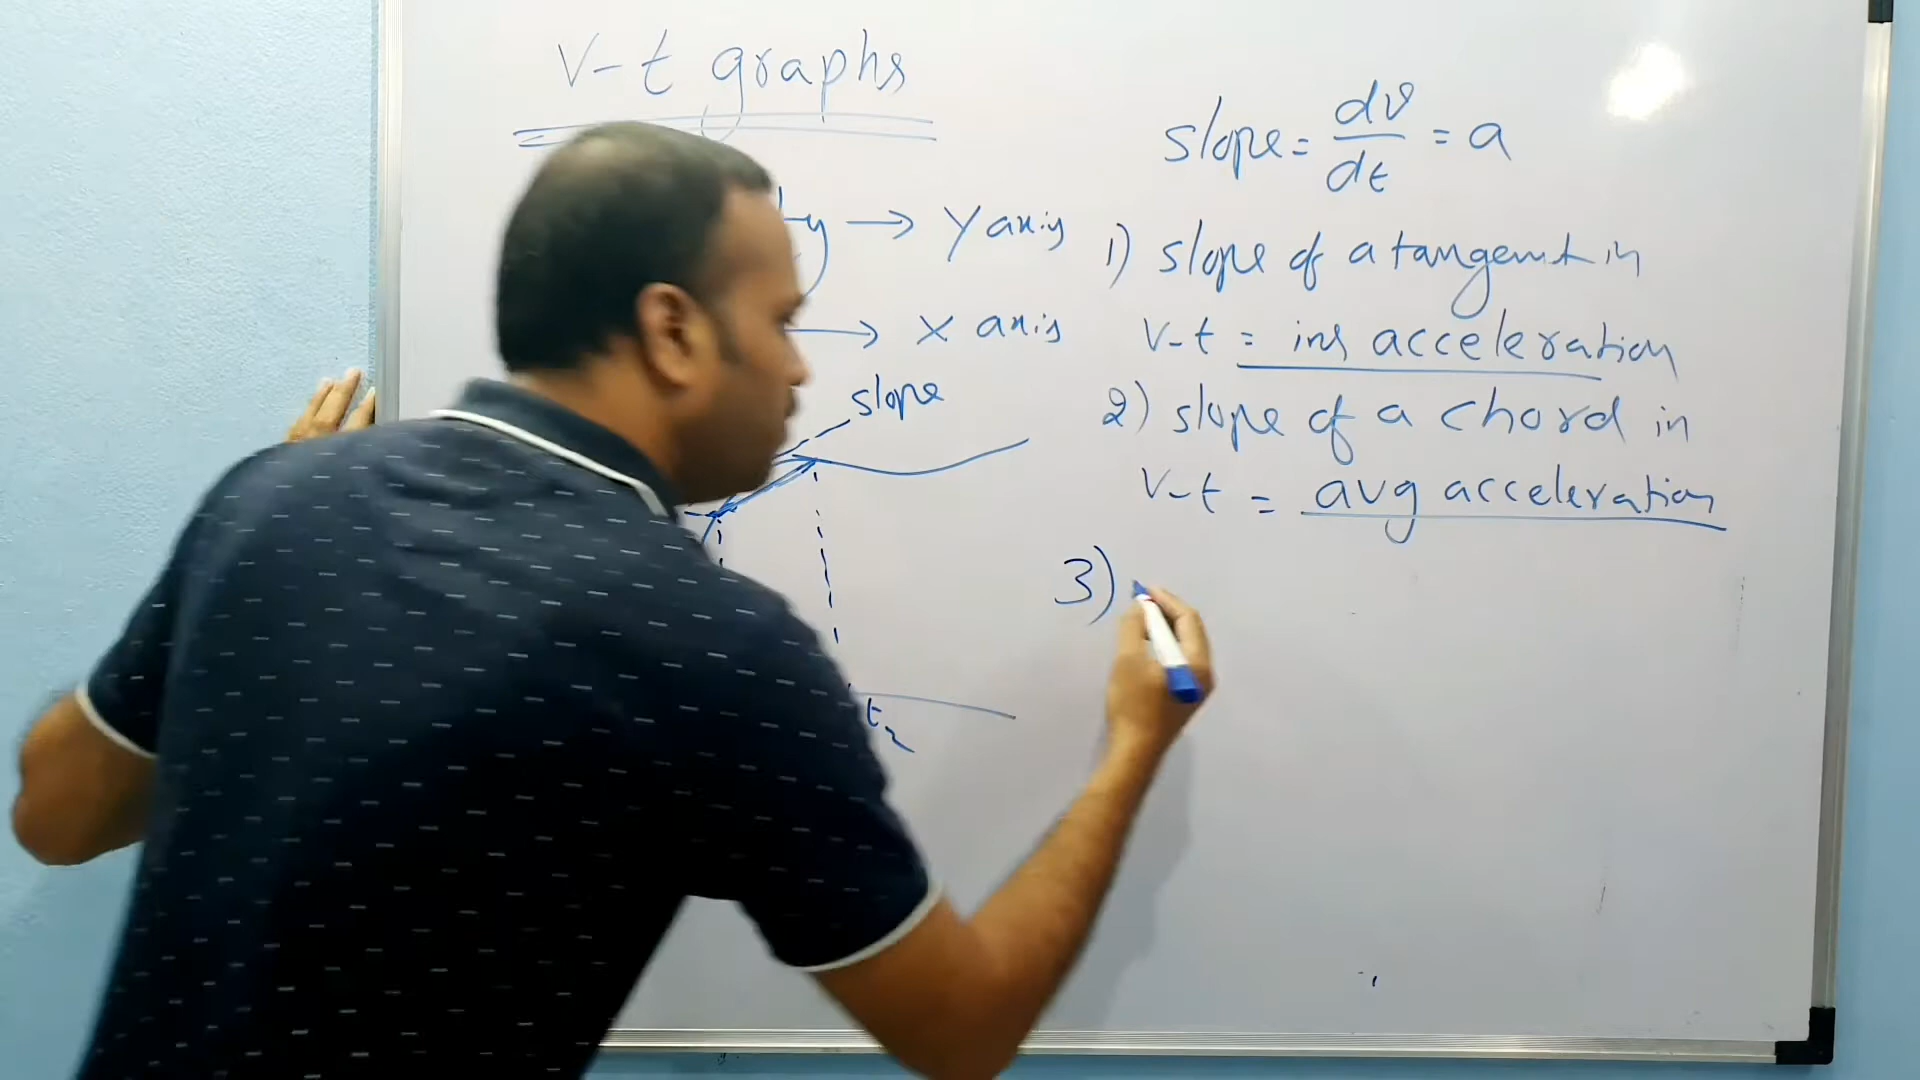 V-t graphs
ty → Y axis
→ X axis
slope
t2
slope = dv/dt = a
1) slope of a tangent in
V-t = ins acceleration
2) slope of a chord in
V-t = avg acceleration
3)